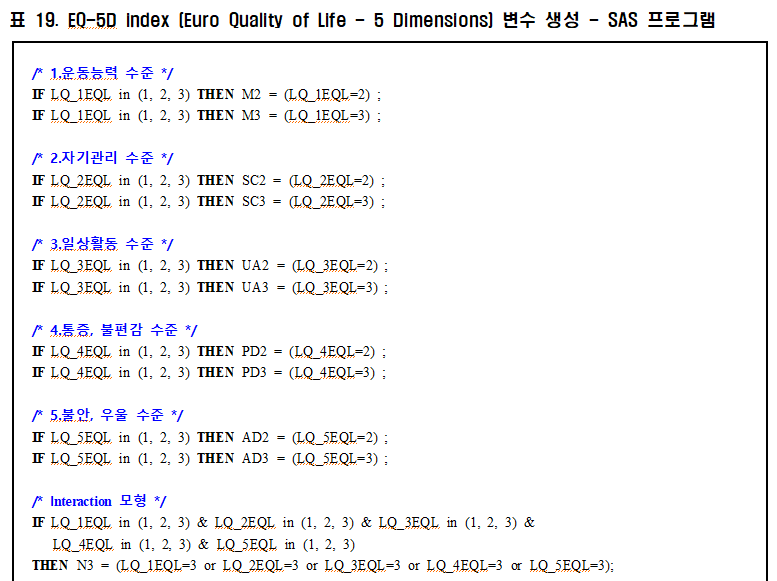 표 19. EQ-5D index (Euro Quality of Life - 5 Dimensions) 변수 생성 - SAS 프로그램
/* 1.운동능력 수준 */
IF LQ_1EQL in (1, 2, 3) THEN M2 = (LQ_1EQL=2) ;
IF LQ_1EQL in (1, 2, 3) THEN M3 = (LQ_1EQL=3) ;
/* 2.자기관리 수준 */
IF LQ_2EQL in (1, 2, 3) THEN SC2 = (LQ_2EQL=2) ;
IF LQ_2EQL in (1, 2, 3) THEN SC3 = (LQ_2EQL=3) ;
/* 3.일상활동 수준 */
IF LQ_3EQL in (1, 2, 3) THEN UA2 = (LQ_3EQL=2) ;
IF LQ_3EQL in (1, 2, 3) THEN UA3 = (LQ_3EQL=3) ;
/* 4.통증, 불편감 수준 */
IF LQ_4EQL in (1, 2, 3) THEN PD2 = (LQ_4EQL=2) ;
IF LQ_4EQL in (1, 2, 3) THEN PD3 = (LQ_4EQL=3) ;
/* 5.불안, 우울 수준 */
IF LQ_5EQL in (1, 2, 3) THEN AD2 = (LQ_5EQL=2) ;
IF LQ_5EQL in (1, 2, 3) THEN AD3 = (LQ_5EQL=3) ;
/* Interaction 모형 */
IF LQ_1EQL in (1, 2, 3) & LQ_2EQL in (1, 2, 3) & LQ_3EQL in (1, 2, 3) &
LQ_4EQL in (1, 2, 3) & LQ_5EQL in (1, 2, 3)
THEN N3 = (LQ_1EQL=3 or LQ_2EQL=3 or LQ_3EQL=3 or LQ_4EQL=3 or LQ_5EQL=3);